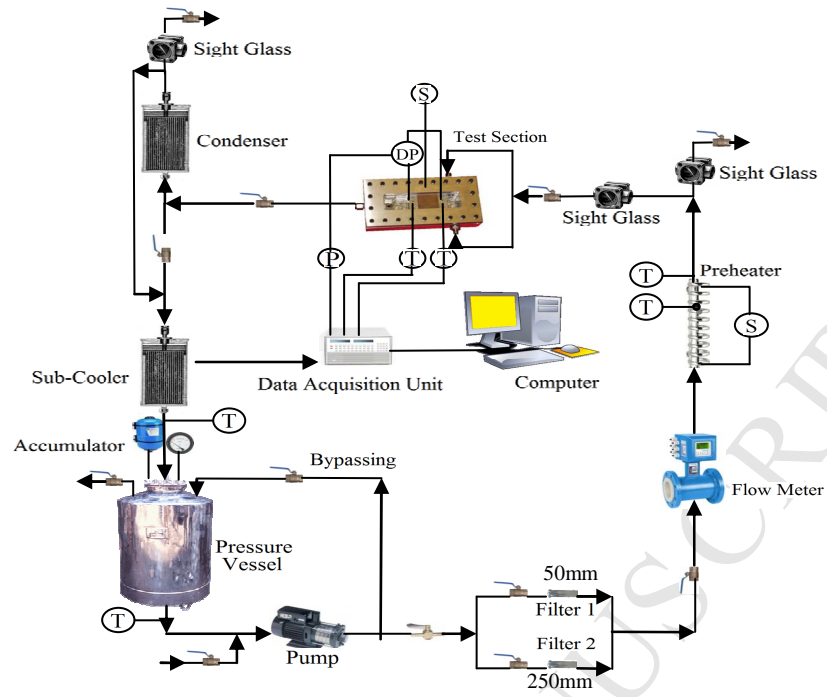 Sight Glass
Condenser
S
Test Section
DP
Sight Glass
Sight Glass
P
T
T
T
Preheater
T
S
Sub-Cooler
Data Acquisition Unit
Computer
T
Accumulator
Bypassing
Flow Meter
Pressure
Vessel
50mm
Filter 1
T
Filter 2
Pump
250mm
USCRIP